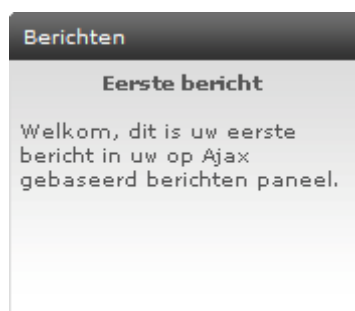 Berichten
Eerste bericht
Welkom, dit is uw eerste
bericht in uw op Ajax
gebaseerd berichten paneel.